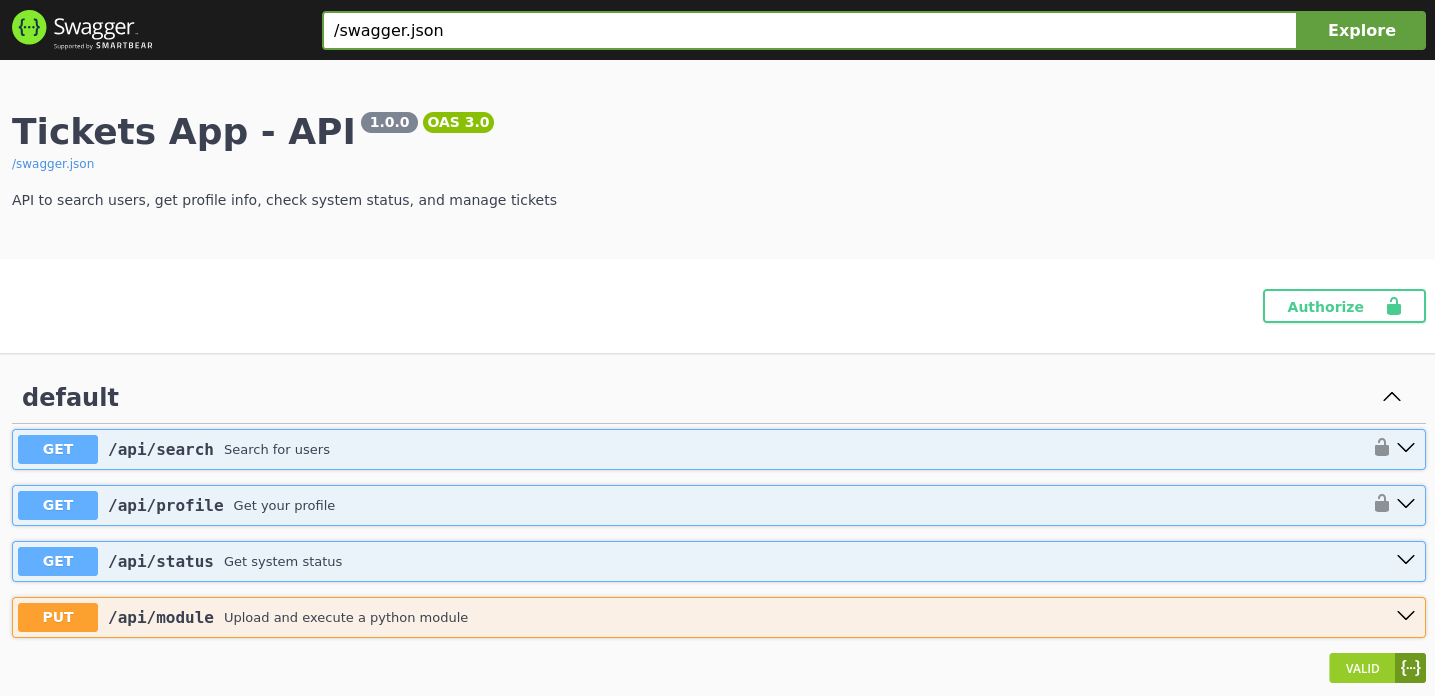 Swagger
Supported by SMARTBEAR
/swagger.json
Explore
Tickets App - API 1.0.0 OAS 3.0
/swagger.json
API to search users, get profile info, check system status, and manage tickets
Authorize
default
GET /api/search Search for users
GET /api/profile Get your profile
GET /api/status Get system status
PUT /api/module Upload and execute a python module
VALID {···}